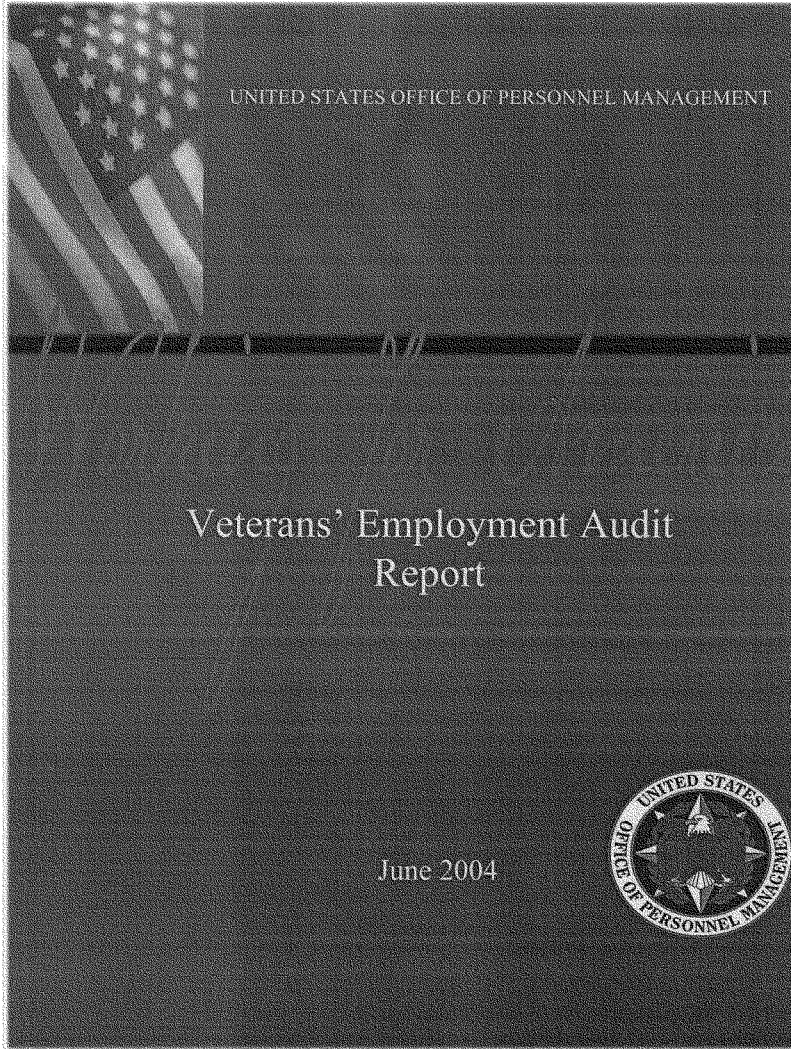 UNITED STATES OFFICE OF PERSONNEL MANAGEMENT
Veterans’ Employment Audit
Report
June 2004
UNITED STATES
OFFICE OF PERSONNEL MANAGEMENT